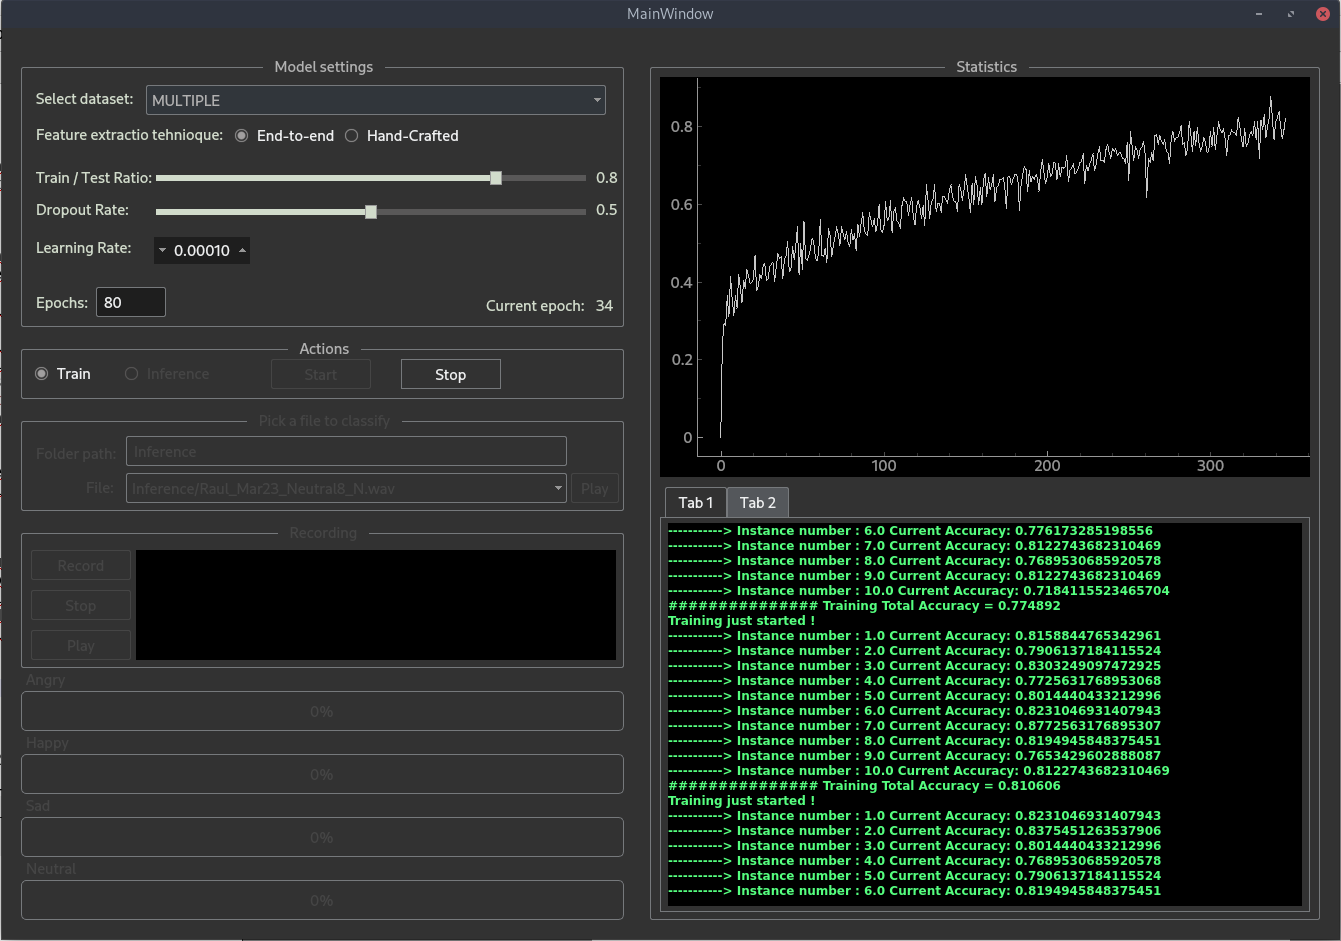 MainWindow
Model settings
Select dataset: MULTIPLE
Feature extractio tehnioque: End-to-end Hand-Crafted
Train / Test Ratio: 0.8
Dropout Rate: 0.5
Learning Rate: 0.00010
Epochs: 80
Current epoch: 34
Actions
Train Inference Start Stop
Pick a file to classify
Folder path: Inference
File: Inference/Raul_Mar23_Neutral8_N.wav Play
Recording
Record
Stop
Play
Angry
0%
Happy
0%
Sad
0%
Neutral
0%
Statistics
0.8
0.6
0.4
0.2
0
0 100 200 300
Tab 1 Tab 2
-----------> Instance number : 6.0 Current Accuracy: 0.776173285198556
-----------> Instance number : 7.0 Current Accuracy: 0.8122743682310469
-----------> Instance number : 8.0 Current Accuracy: 0.7689530685920578
-----------> Instance number : 9.0 Current Accuracy: 0.8122743682310469
-----------> Instance number : 10.0 Current Accuracy: 0.7184115523465704
############### Training Total Accuracy = 0.774892
Training just started !
-----------> Instance number : 1.0 Current Accuracy: 0.8158844765342961
-----------> Instance number : 2.0 Current Accuracy: 0.7906137184115524
-----------> Instance number : 3.0 Current Accuracy: 0.8303249097472925
-----------> Instance number : 4.0 Current Accuracy: 0.7725631768953068
-----------> Instance number : 5.0 Current Accuracy: 0.8014440433212996
-----------> Instance number : 6.0 Current Accuracy: 0.8231046931407943
-----------> Instance number : 7.0 Current Accuracy: 0.8772563176895307
-----------> Instance number : 8.0 Current Accuracy: 0.8194945848375451
-----------> Instance number : 9.0 Current Accuracy: 0.7653429602888087
-----------> Instance number : 10.0 Current Accuracy: 0.8122743682310469
############### Training Total Accuracy = 0.810606
Training just started !
-----------> Instance number : 1.0 Current Accuracy: 0.8231046931407943
-----------> Instance number : 2.0 Current Accuracy: 0.8375451263537906
-----------> Instance number : 3.0 Current Accuracy: 0.8014440433212996
-----------> Instance number : 4.0 Current Accuracy: 0.7689530685920578
-----------> Instance number : 5.0 Current Accuracy: 0.7906137184115524
-----------> Instance number : 6.0 Current Accuracy: 0.8194945848375451